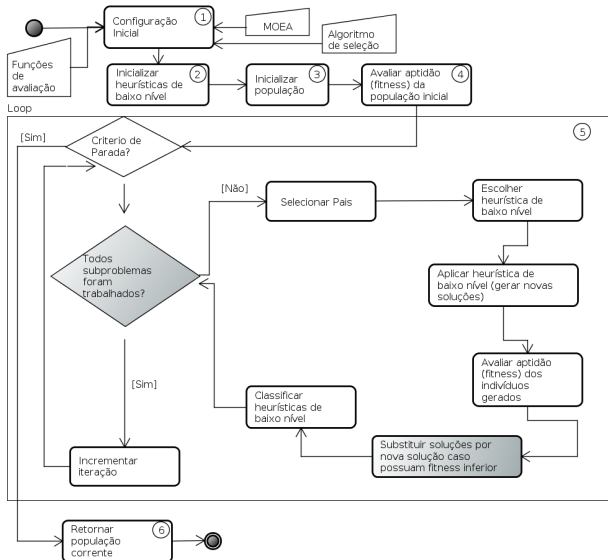 Configuração
Inicial
1
MOEA
Algoritmo
de seleção
Funções
de
avaliação
Inicializar
heurísticas de
baixo nível
2
Inicializar
população
3
Avaliar aptidão
(fitness) da
população inicial
4
Loop
5
[Sim]
Criterio de
Parada?
[Não]
Selecionar Pais
Escolher
heurística de
baixo nível
Todos
subproblemas
foram
trabalhados?
Aplicar heurística de
baixo nível (gerar novas
soluções)
Avaliar aptidão
(fitness) dos
indivíduos
gerados
[Sim]
Classificar
heurísticas de
baixo nível
Substituir soluções por
nova solução caso
possuam fitness inferior
Incrementar
iteração
Retornar
população
corrente
6